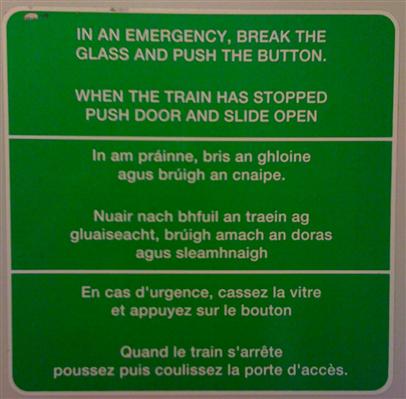 IN AN EMERGENCY, BREAK THE
GLASS AND PUSH THE BUTTON.
WHEN THE TRAIN HAS STOPPED
PUSH DOOR AND SLIDE OPEN
In am práinne, bris an ghloine
agus brúigh an cnaipe.
Nuair nach bhfuil an traein ag
gluaiseacht, brúigh amach an doras
agus sleamhnaigh
En cas d'urgence, cassez la vitre
et appuyez sur le bouton
Quand le train s'arrête
poussez puis coulissez la porte d'accès.